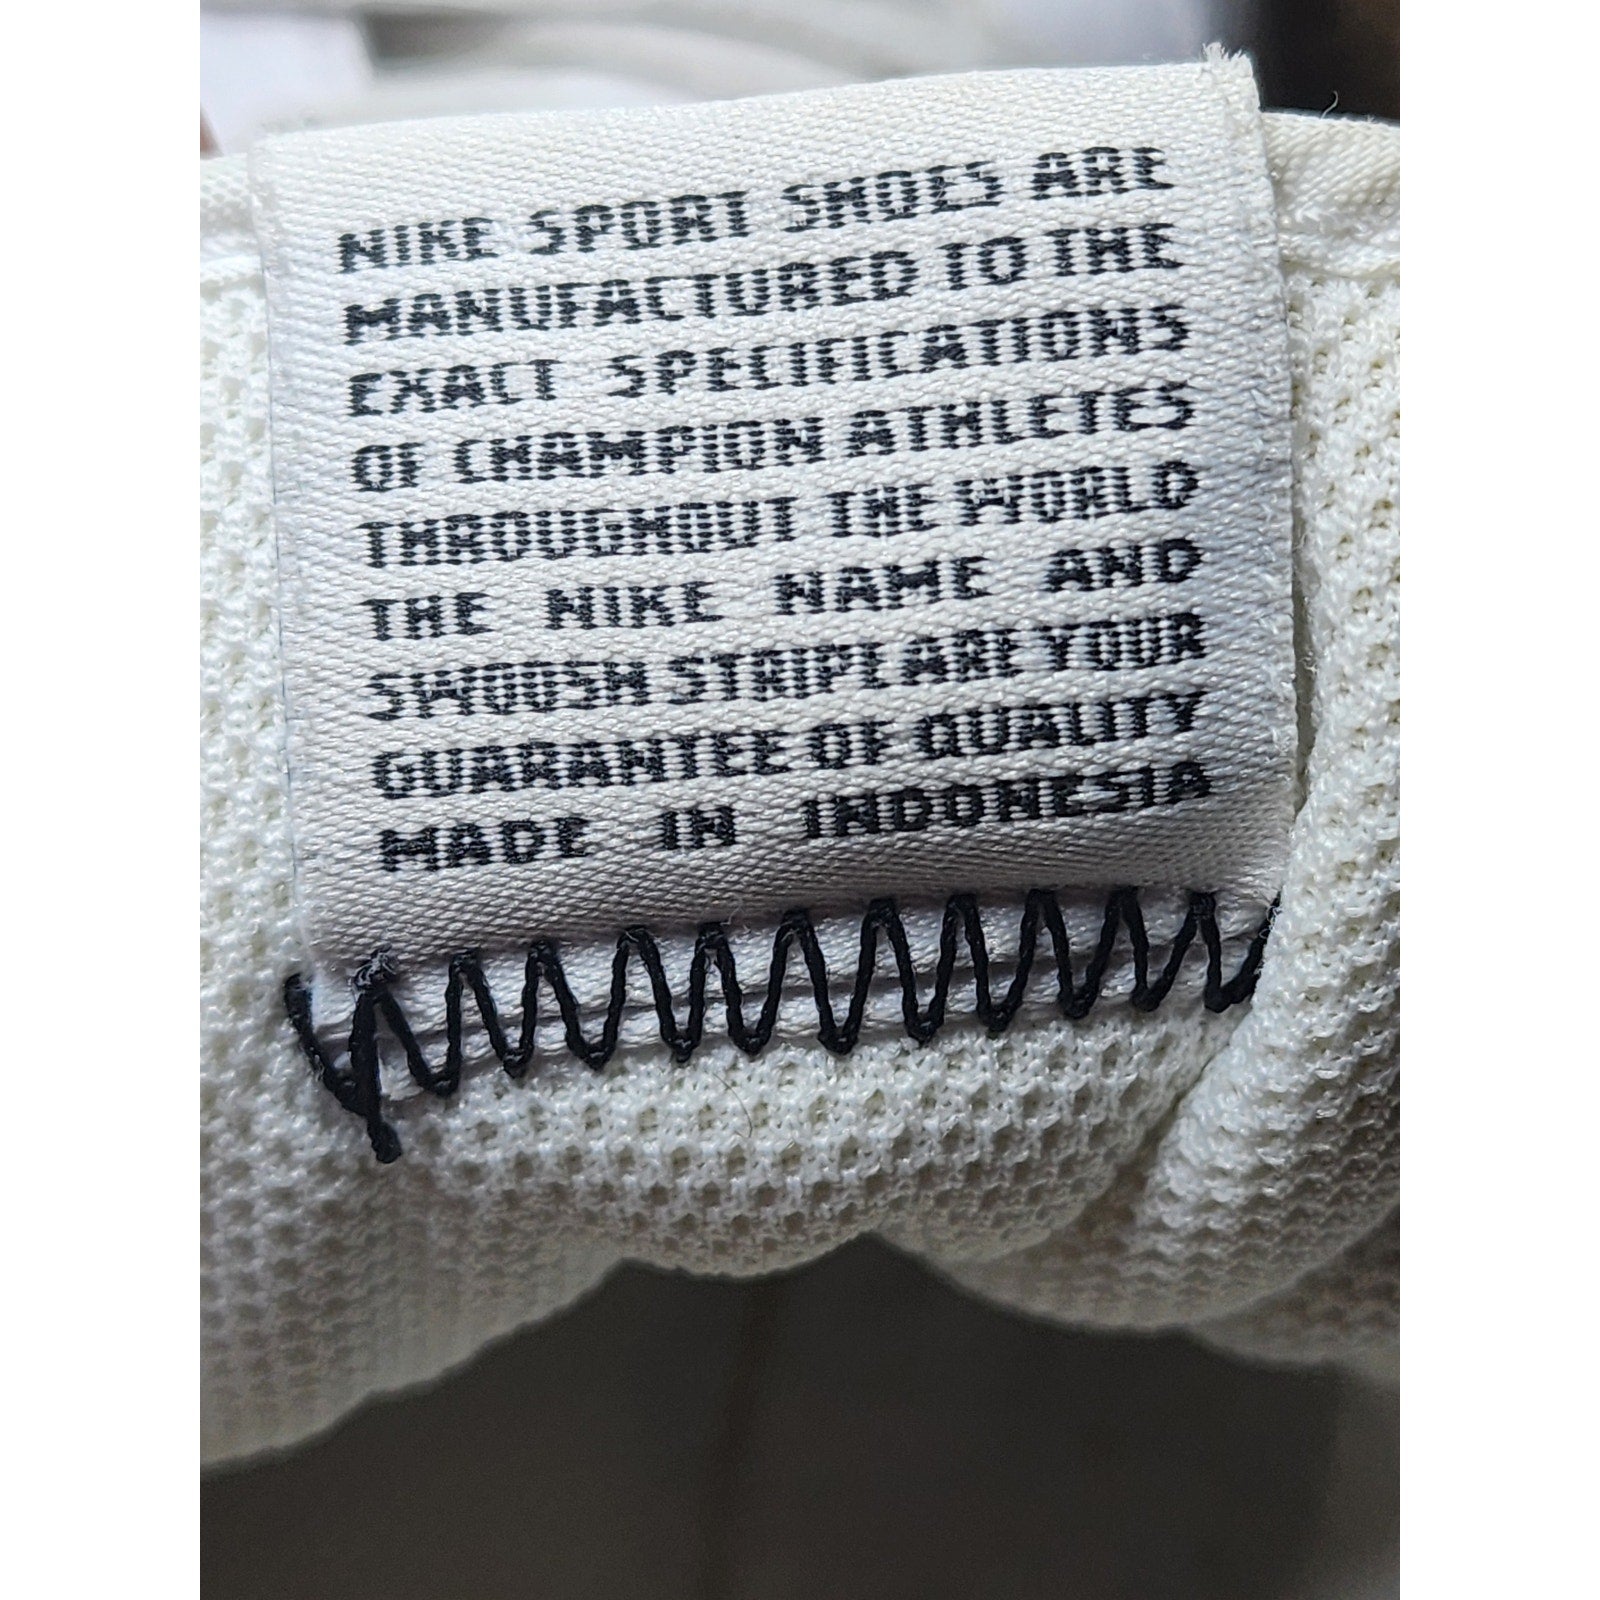 NIKE SPORT SHOES ARE
MANUFACTURED TO THE
EXACT SPECIFICATIONS
OF CHAMPION ATHLETES
THROUGHOUT THE WORLD
THE NIKE NAME AND
SWOOSH STRIPE ARE YOUR
GUARANTEE OF QUALITY
MADE IN INDONESIA